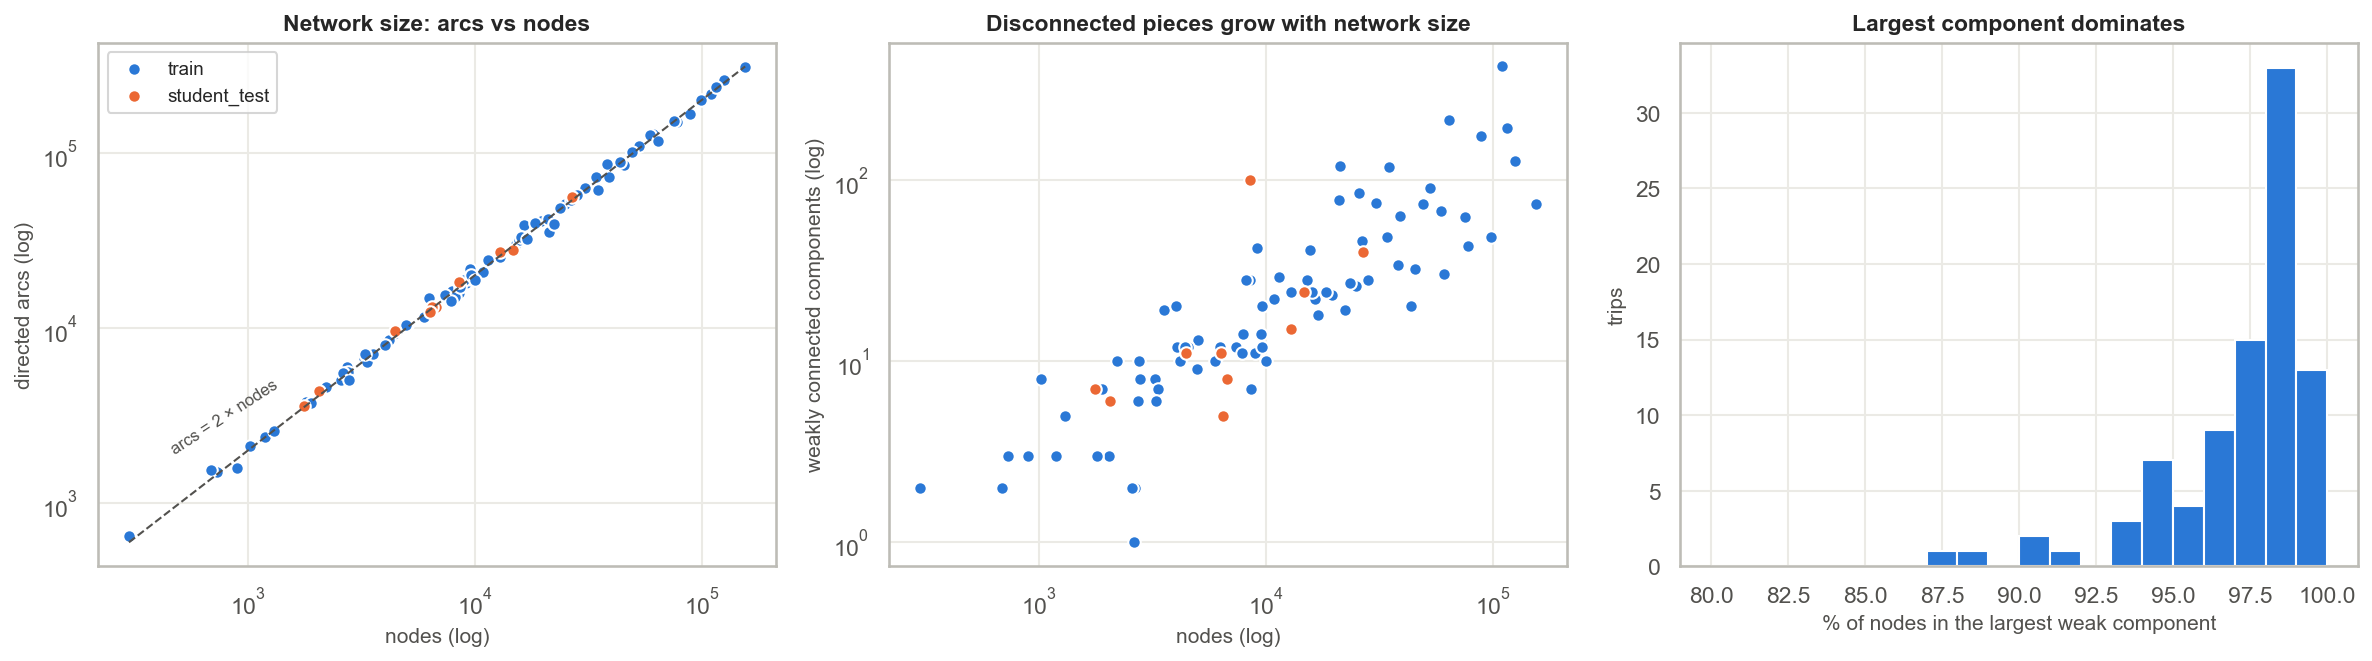 Network size: arcs vs nodes
train
student_test
arcs = 2 × nodes
directed arcs (log)
10^5
10^4
10^3
10^3 10^4 10^5
nodes (log)
Disconnected pieces grow with network size
weakly connected components (log)
10^2
10^1
10^0
10^3 10^4 10^5
nodes (log)
Largest component dominates
trips
30
25
20
15
10
5
0
80.0 82.5 85.0 87.5 90.0 92.5 95.0 97.5 100.0
% of nodes in the largest weak component